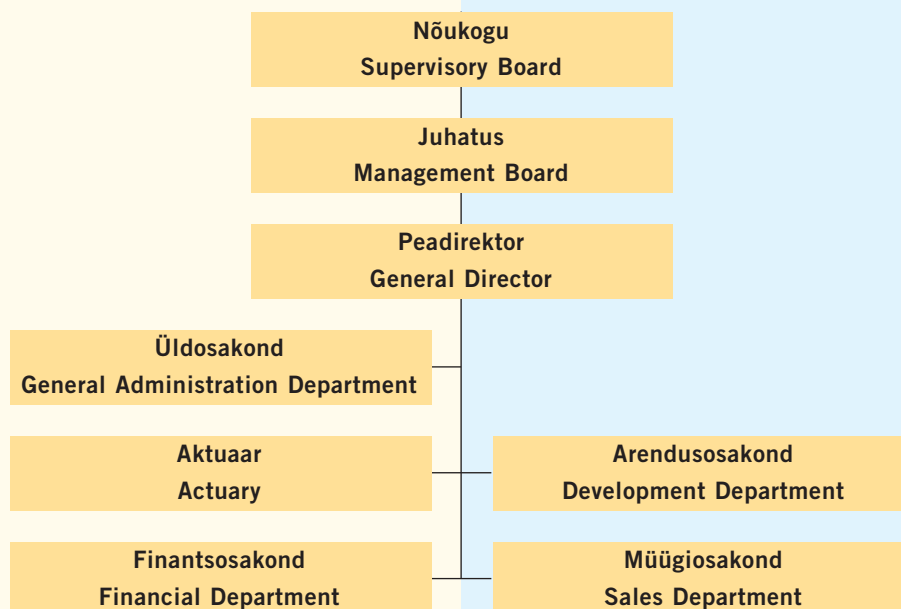 Nõukogu
Supervisory Board
Juhatus
Management Board
Peadirektor
General Director
Üldosakond
General Administration Department
Aktuaar
Actuary
Arendusosakond
Development Department
Finantsosakond
Financial Department
Müügiosakond
Sales Department